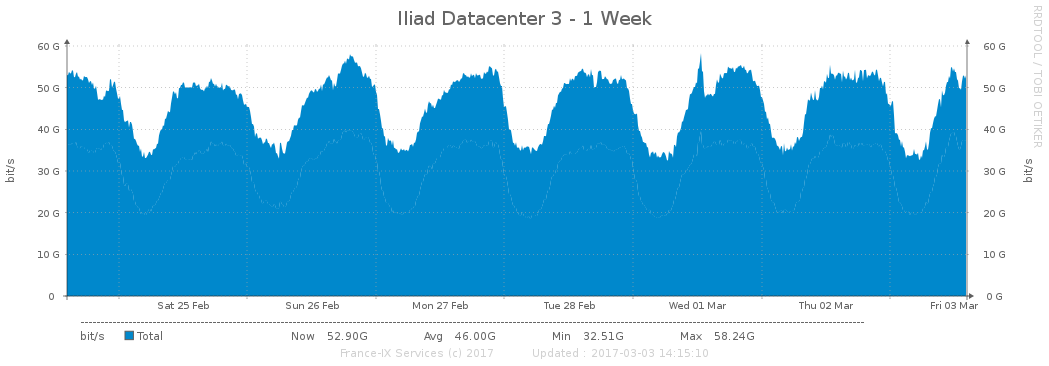 Iliad Datacenter 3 - 1 Week
RRDTOOL / TOBI OETIKER
60 G 60 G
50 G 50 G
40 G 40 G
30 G 30 G
20 G 20 G
10 G 10 G
0 0 G
bit/s bit/s
Sat 25 Feb Sun 26 Feb Mon 27 Feb Tue 28 Feb Wed 01 Mar Thu 02 Mar Fri 03 Mar
bit/s Total Now 52.90G Avg 46.00G Min 32.51G Max 58.24G
France-IX Services (c) 2017 Updated : 2017-03-03 14:15:10